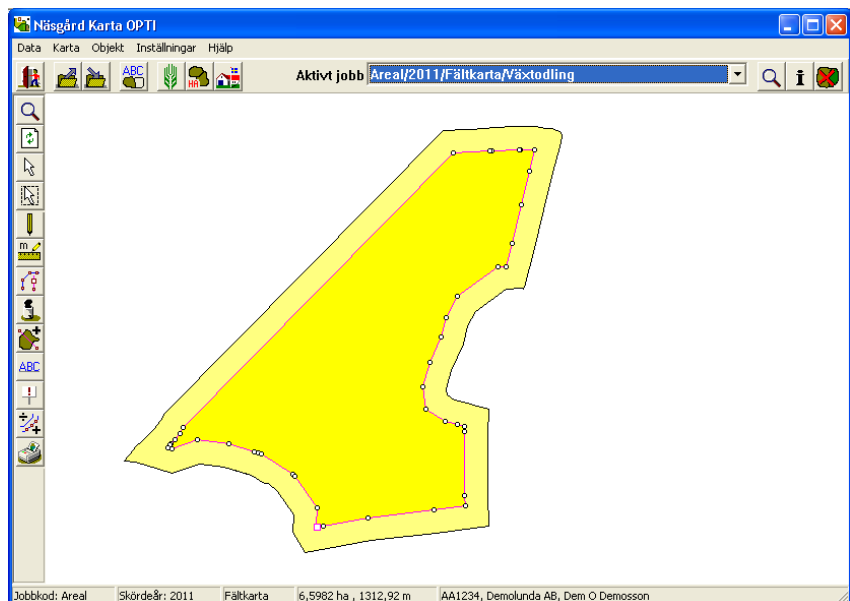 Näsgård Karta OPTI
Data Karta Objekt Inställningar Hjälp
ABC HA Aktivt jobb Areal/2011/Fältkarta/Växtodling i
m
ABC
Jobbkod: Areal Skördeår: 2011 Fältkarta 6,5982 ha , 1312,92 m AA1234, Demolunda AB, Dem O Demosson